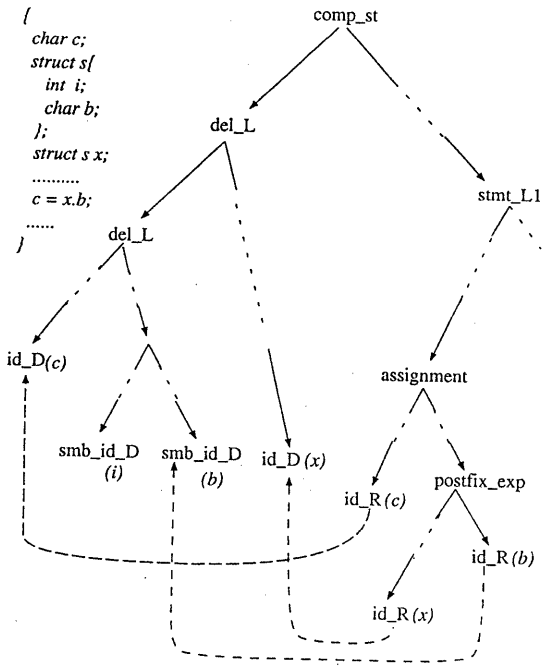 {
char c;
struct s{
int i;
char b;
};
struct s x;
..........
c = x.b;
......
}
comp_st
del_L
stmt_L1
del_L
id_D(c)
assignment
smb_id_D
(i)
smb_id_D
(b)
id_D (x)
postfix_exp
id_R(c)
id_R(b)
id_R(x)